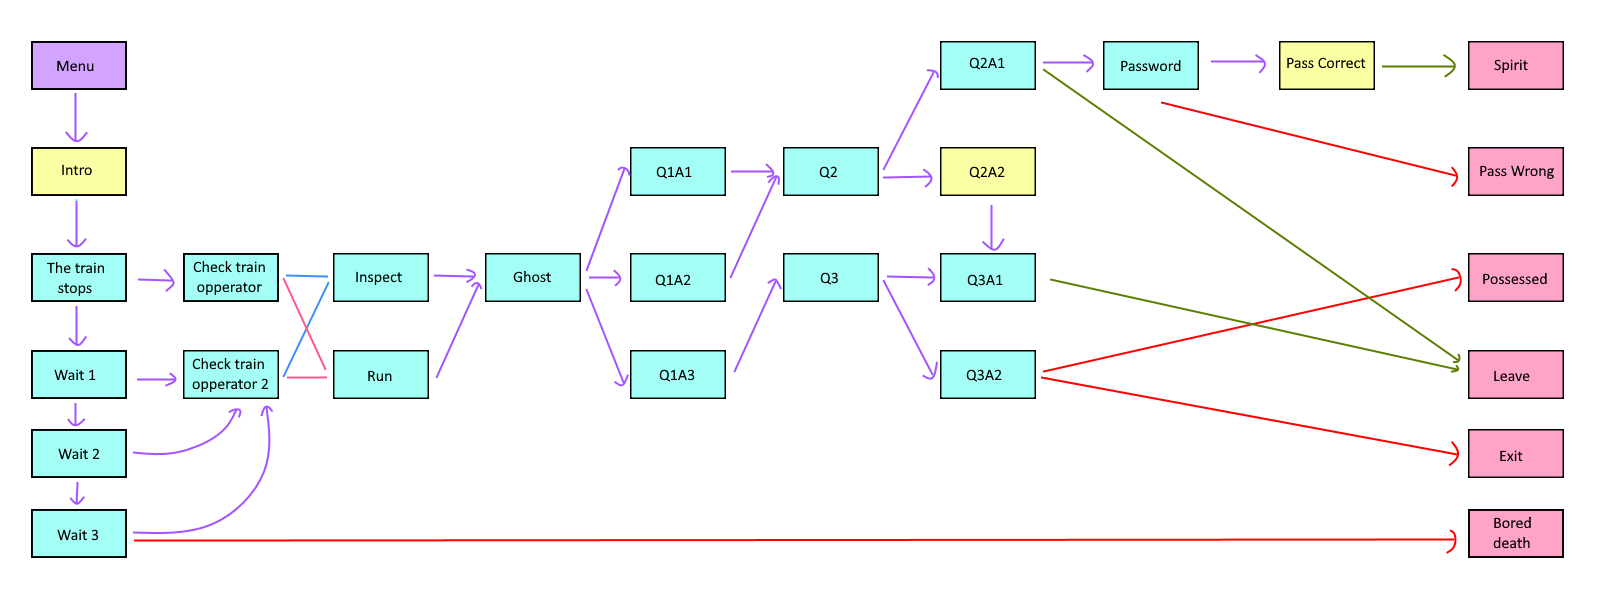 Menu
Q2A1
Password
Pass Correct
Spirit
Intro
Q1A1
Q2
Q2A2
Pass Wrong
The train
stops
Check train
opperator
Inspect
Ghost
Q1A2
Q3
Q3A1
Possessed
Wait 1
Check train
opperator 2
Run
Q1A3
Q3A2
Leave
Wait 2
Exit
Wait 3
Bored
death